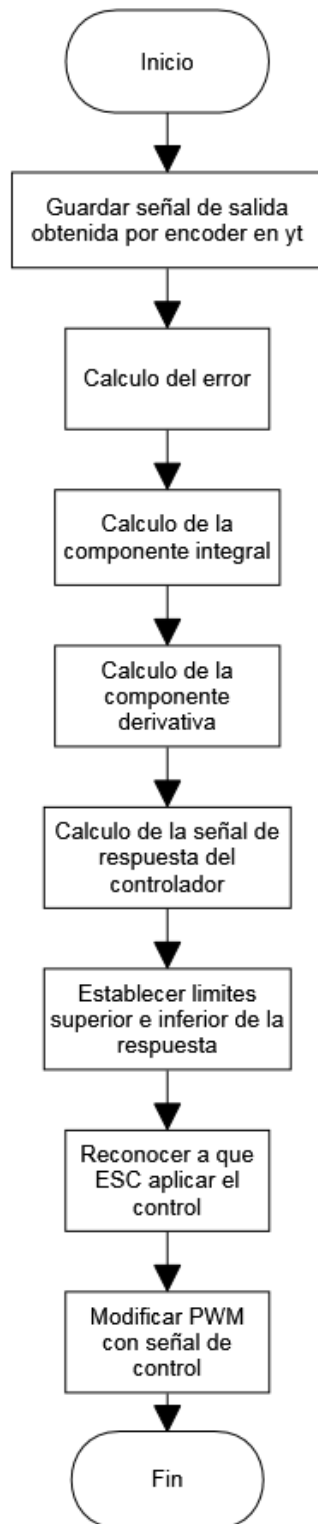 Inicio
Guardar señal de salida
obtenida por encoder en yt
Calculo del error
Calculo de la
componente integral
Calculo de la
componente
derivativa
Calculo de la señal de
respuesta del
controlador
Establecer limites
superior e inferior de la
respuesta
Reconocer a que
ESC aplicar el
control
Modificar PWM
con señal de
control
Fin